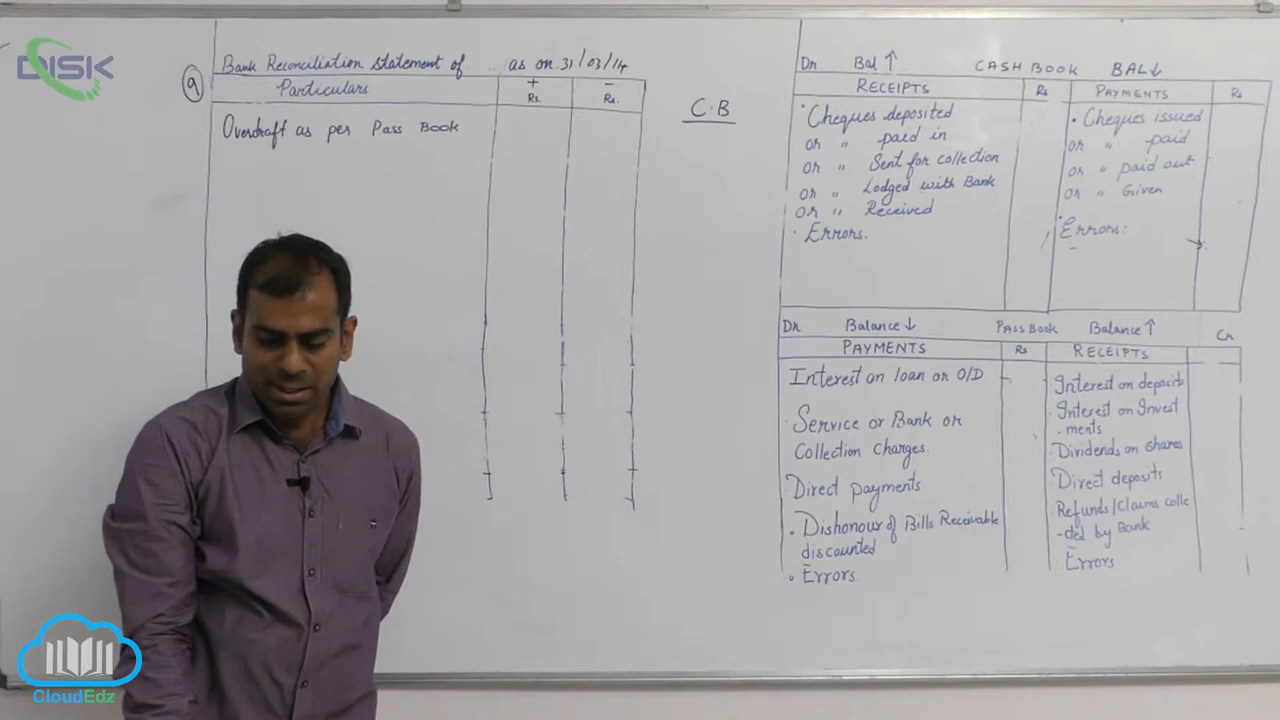 DISK
9
Bank Reconciliation statement of .. as on 31/03/14
Particulars + Rs. - Rs.
Overdraft as per Pass Book
C.B
Dr Bal ↑ CASH BOOK BAL ↓
RECEIPTS Rs PAYMENTS Rs
· Cheques deposited
or " paid in
or " Sent for collection
or " Lodged with Bank
or " Received
· Errors.
· Cheques issued
or " paid
or " paid out
or " Given
· Errors:
Dr Balance ↓ PASS BOOK Balance ↑ Cr
PAYMENTS Rs RECEIPTS
Interest on loan or O/D
Service or Bank or
Collection charges.
Direct payments
· Dishonour of Bills Receivable
discounted
· Errors.
Interest on deposits
Interest on Invest
-ments
Dividends on shares
Direct deposits
Refunds/Claims colle
-cted by Bank
Errors
CloudEdz